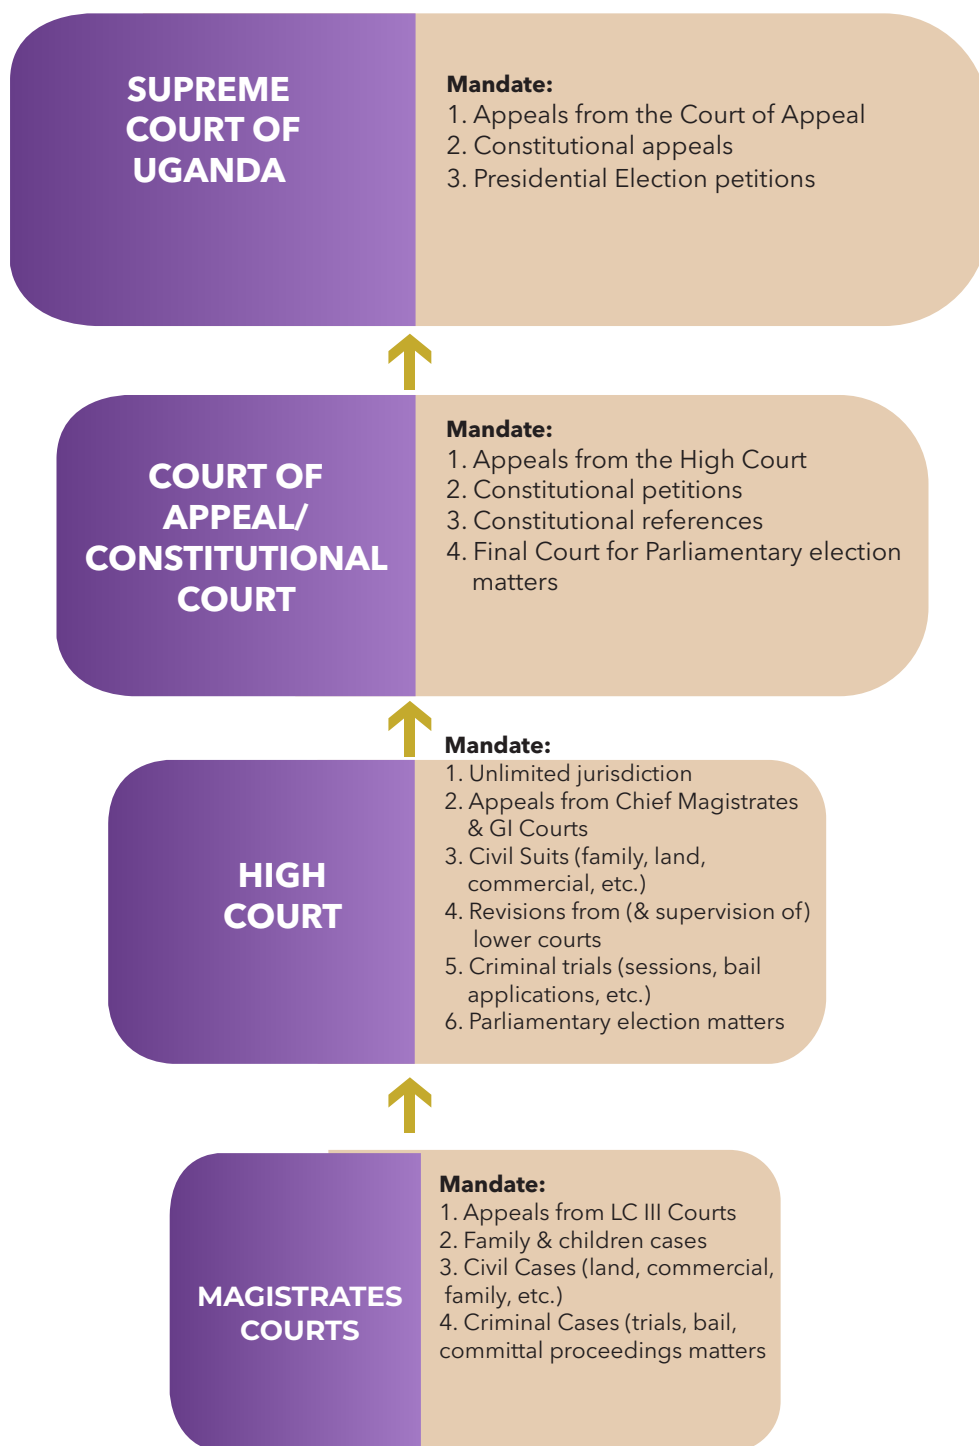 SUPREME
COURT OF
UGANDA
Mandate:
1. Appeals from the Court of Appeal
2. Constitutional appeals
3. Presidential Election petitions
COURT OF
APPEAL/
CONSTITUTIONAL
COURT
Mandate:
1. Appeals from the High Court
2. Constitutional petitions
3. Constitutional references
4. Final Court for Parliamentary election
matters
HIGH
COURT
Mandate:
1. Unlimited jurisdiction
2. Appeals from Chief Magistrates
& GI Courts
3. Civil Suits (family, land,
commercial, etc.)
4. Revisions from (& supervision of)
lower courts
5. Criminal trials (sessions, bail
applications, etc.)
6. Parliamentary election matters
MAGISTRATES
COURTS
Mandate:
1. Appeals from LC III Courts
2. Family & children cases
3. Civil Cases (land, commercial,
family, etc.)
4. Criminal Cases (trials, bail,
committal proceedings matters